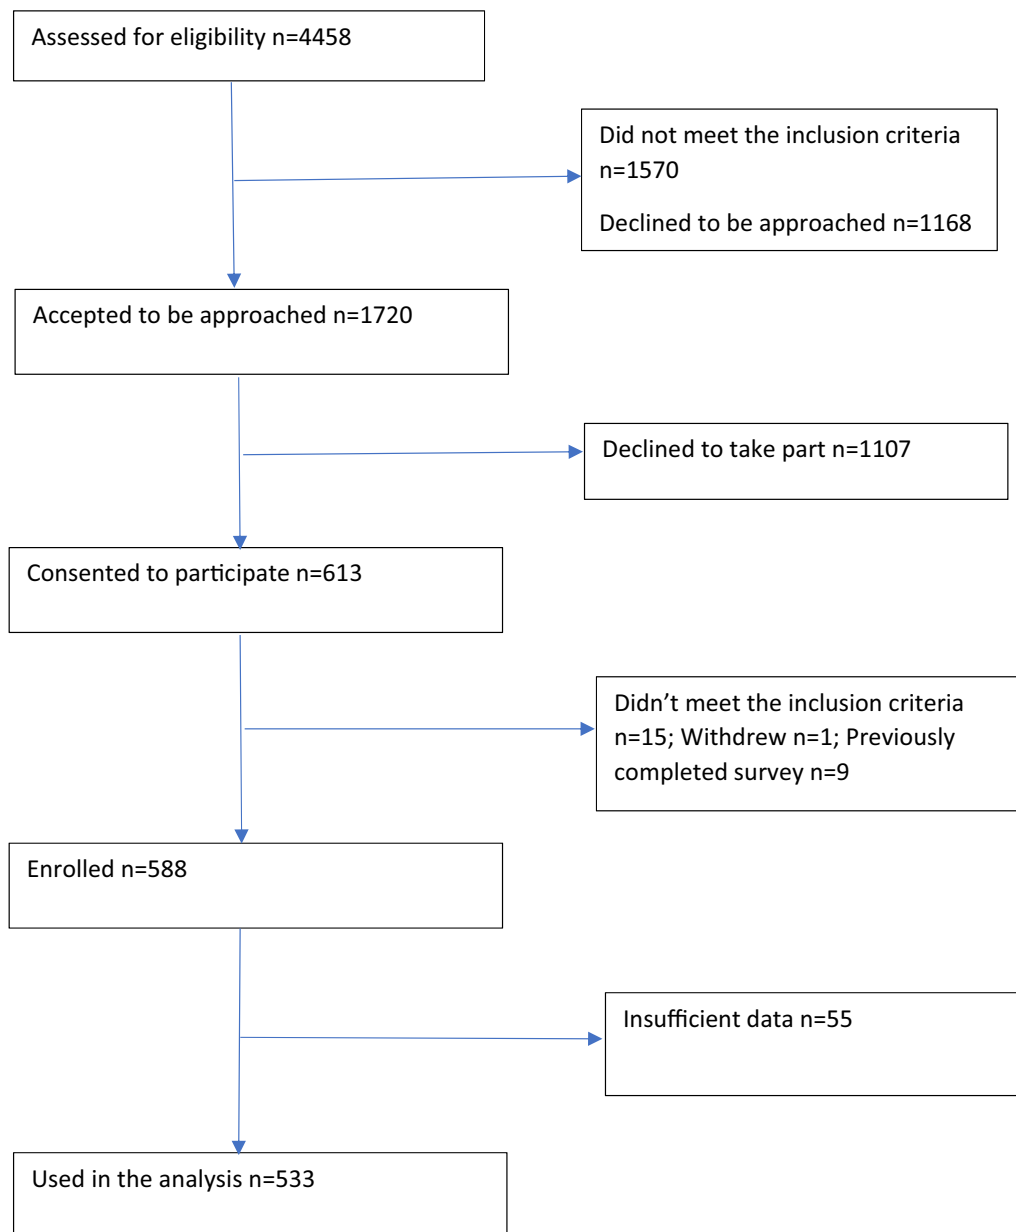 Assessed for eligibility n=4458
Did not meet the inclusion criteria
n=1570
Declined to be approached n=1168
Accepted to be approached n=1720
Declined to take part n=1107
Consented to participate n=613
Didn’t meet the inclusion criteria
n=15; Withdrew n=1; Previously
completed survey n=9
Enrolled n=588
Insufficient data n=55
Used in the analysis n=533